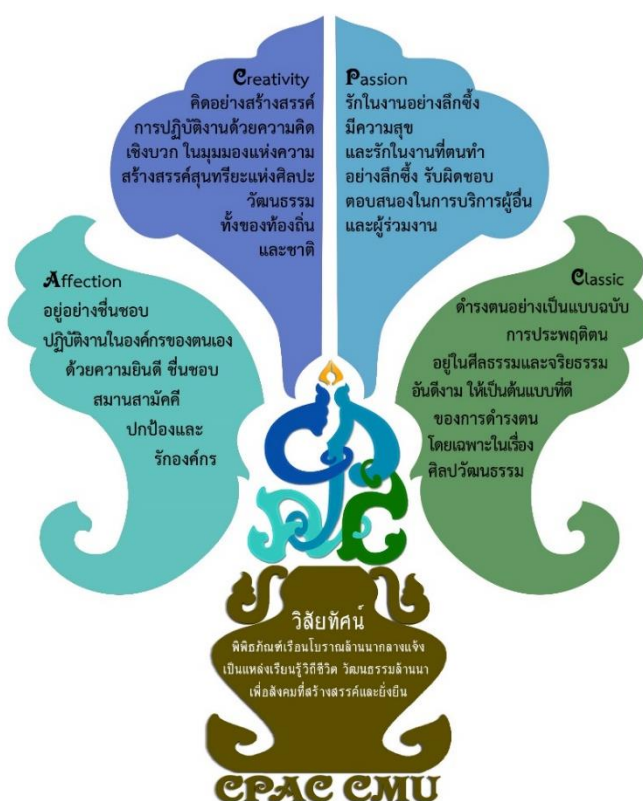 Creativity
คิดอย่างสร้างสรรค์
การปฏิบัติงานด้วยความคิด
เชิงบวก ในมุมมองแห่งความ
สร้างสรรค์สุนทรียะแห่งศิลปะ
วัฒนธรรม
ทั้งของท้องถิ่น
และชาติ
Passion
รักในงานอย่างลึกซึ้ง
มีความสุข
และรักในงานที่ตนทำ
อย่างลึกซึ้ง รับผิดชอบ
ตอบสนองในการบริการผู้อื่น
และผู้ร่วมงาน
Affection
อยู่อย่างชื่นชอบ
ปฏิบัติงานในองค์กรของตนเอง
ด้วยความยินดี ชื่นชอบ
สมานสามัคคี
ปกป้องและ
รักองค์กร
Classic
ดำรงตนอย่างเป็นแบบฉบับ
การประพฤติตน
อยู่ในศีลธรรมและจริยธรรม
อันดีงาม ให้เป็นต้นแบบที่ดี
ของการดำรงตน
โดยเฉพาะในเรื่อง
ศิลปวัฒนธรรม
CPAC
วิสัยทัศน์
พิพิธภัณฑ์เรือนโบราณล้านนากลางแจ้ง
เป็นแหล่งเรียนรู้วิถีชีวิต วัฒนธรรมล้านนา
เพื่อสังคมที่สร้างสรรค์และยั่งยืน
CPAC CMU